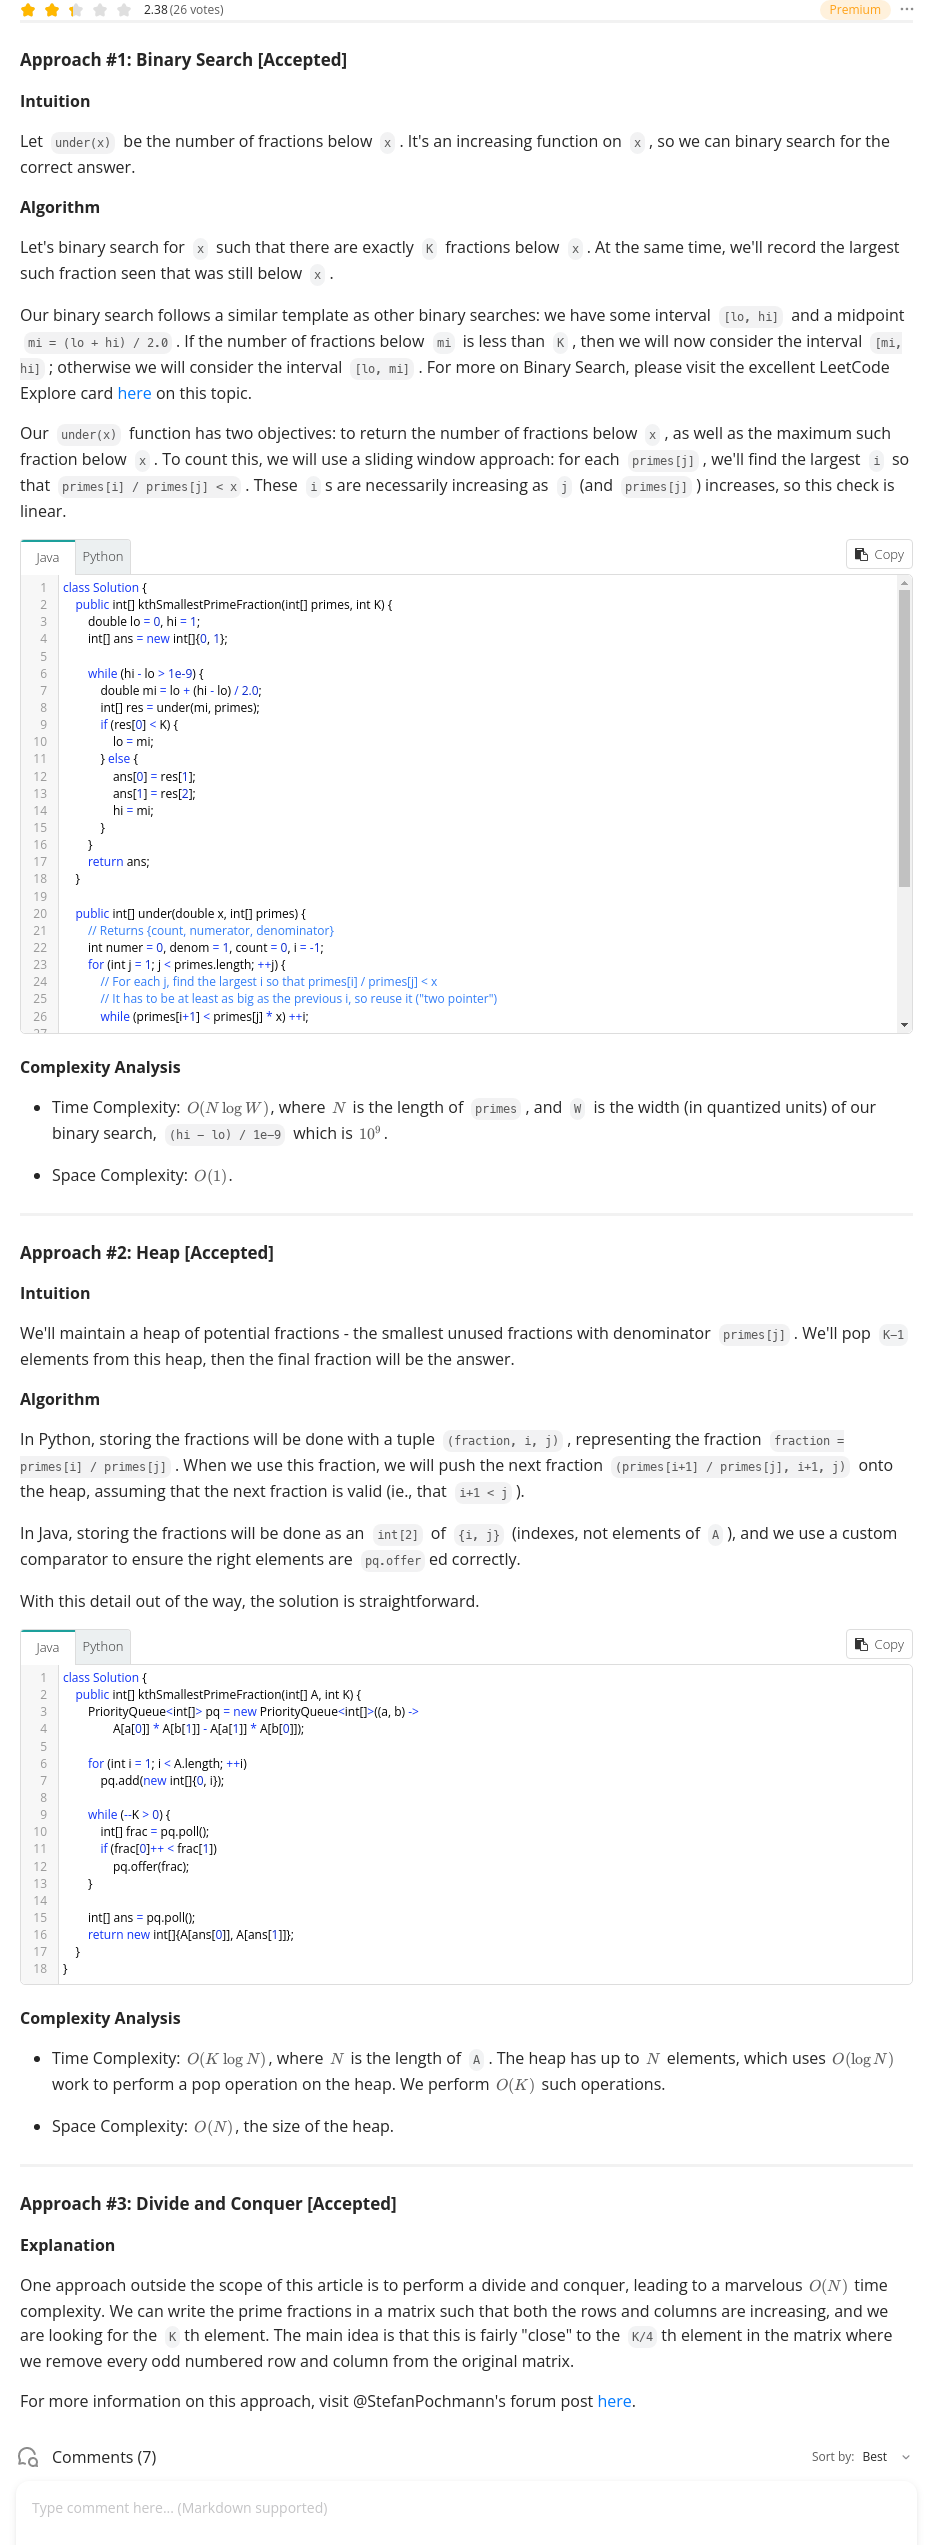 2.38 (26 votes) Premium ...
Approach #1: Binary Search [Accepted]
Intuition
Let under(x) be the number of fractions below x . It's an increasing function on x , so we can binary search for the
correct answer.
Algorithm
Let's binary search for x such that there are exactly K fractions below x . At the same time, we'll record the largest
such fraction seen that was still below x .
Our binary search follows a similar template as other binary searches: we have some interval [lo, hi] and a midpoint
mi = (lo + hi) / 2.0 . If the number of fractions below mi is less than K , then we will now consider the interval [mi,
hi] ; otherwise we will consider the interval [lo, mi] . For more on Binary Search, please visit the excellent LeetCode
Explore card here on this topic.
Our under(x) function has two objectives: to return the number of fractions below x , as well as the maximum such
fraction below x . To count this, we will use a sliding window approach: for each primes[j] , we'll find the largest i so
that primes[i] / primes[j] < x . These i s are necessarily increasing as j (and primes[j] ) increases, so this check is
linear.
Java Python Copy
1 class Solution {
2 public int[] kthSmallestPrimeFraction(int[] primes, int K) {
3 double lo = 0, hi = 1;
4 int[] ans = new int[]{0, 1};
5
6 while (hi - lo > 1e-9) {
7 double mi = lo + (hi - lo) / 2.0;
8 int[] res = under(mi, primes);
9 if (res[0] < K) {
10 lo = mi;
11 } else {
12 ans[0] = res[1];
13 ans[1] = res[2];
14 hi = mi;
15 }
16 }
17 return ans;
18 }
19
20 public int[] under(double x, int[] primes) {
21 // Returns {count, numerator, denominator}
22 int numer = 0, denom = 1, count = 0, i = -1;
23 for (int j = 1; j < primes.length; ++j) {
24 // For each j, find the largest i so that primes[i] / primes[j] < x
25 // It has to be at least as big as the previous i, so reuse it ("two pointer")
26 while (primes[i+1] < primes[j] * x) ++i;
27
Complexity Analysis
• Time Complexity: O(N log W), where N is the length of primes , and W is the width (in quantized units) of our
binary search, (hi - lo) / 1e-9 which is 10⁹.
• Space Complexity: O(1).
Approach #2: Heap [Accepted]
Intuition
We'll maintain a heap of potential fractions - the smallest unused fractions with denominator primes[j] . We'll pop K-1
elements from this heap, then the final fraction will be the answer.
Algorithm
In Python, storing the fractions will be done with a tuple (fraction, i, j) , representing the fraction fraction =
primes[i] / primes[j] . When we use this fraction, we will push the next fraction (primes[i+1] / primes[j], i+1, j) onto
the heap, assuming that the next fraction is valid (ie., that i+1 < j ).
In Java, storing the fractions will be done as an int[2] of {i, j} (indexes, not elements of A ), and we use a custom
comparator to ensure the right elements are pq.offer ed correctly.
With this detail out of the way, the solution is straightforward.
Java Python Copy
1 class Solution {
2 public int[] kthSmallestPrimeFraction(int[] A, int K) {
3 PriorityQueue<int[]> pq = new PriorityQueue<int[]>((a, b) ->
4 A[a[0]] * A[b[1]] - A[a[1]] * A[b[0]]);
5
6 for (int i = 1; i < A.length; ++i)
7 pq.add(new int[]{0, i});
8
9 while (--K > 0) {
10 int[] frac = pq.poll();
11 if (frac[0]++ < frac[1])
12 pq.offer(frac);
13 }
14
15 int[] ans = pq.poll();
16 return new int[]{A[ans[0]], A[ans[1]]};
17 }
18 }
Complexity Analysis
• Time Complexity: O(K log N), where N is the length of A . The heap has up to N elements, which uses O(log N)
work to perform a pop operation on the heap. We perform O(K) such operations.
• Space Complexity: O(N), the size of the heap.
Approach #3: Divide and Conquer [Accepted]
Explanation
One approach outside the scope of this article is to perform a divide and conquer, leading to a marvelous O(N) time
complexity. We can write the prime fractions in a matrix such that both the rows and columns are increasing, and we
are looking for the K th element. The main idea is that this is fairly "close" to the K/4 th element in the matrix where
we remove every odd numbered row and column from the original matrix.
For more information on this approach, visit @StefanPochmann's forum post here.
Comments (7) Sort by: Best
Type comment here... (Markdown supported)